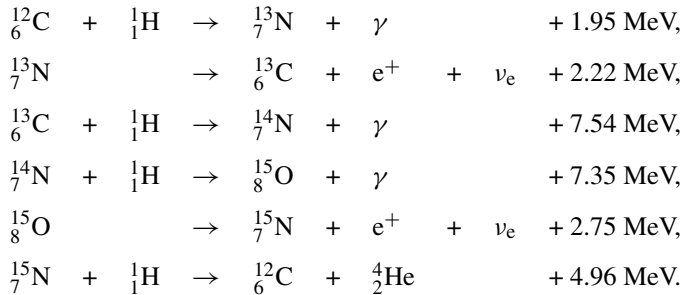 ¹²₆C + ¹₁H → ¹³₇N + γ + 1.95 MeV,
¹³₇N → ¹³₆C + e⁺ + νₑ + 2.22 MeV,
¹³₆C + ¹₁H → ¹⁴₇N + γ + 7.54 MeV,
¹⁴₇N + ¹₁H → ¹⁵₈O + γ + 7.35 MeV,
¹⁵₈O → ¹⁵₇N + e⁺ + νₑ + 2.75 MeV,
¹⁵₇N + ¹₁H → ¹²₆C + ⁴₂He + 4.96 MeV.